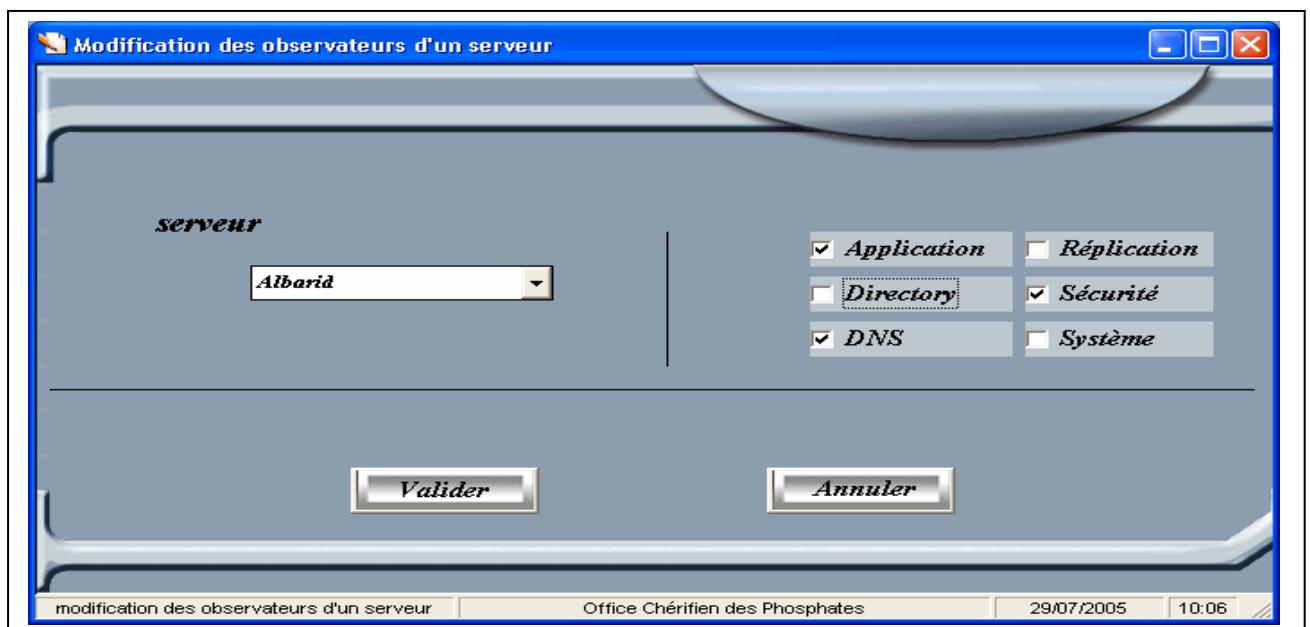 Modification des observateurs d'un serveur
serveur
Albarid
Application
Réplication
Directory
Sécurité
DNS
Système
Valider
Annuler
modification des observateurs d'un serveur
Office Chérifien des Phosphates
29/07/2005
10:06